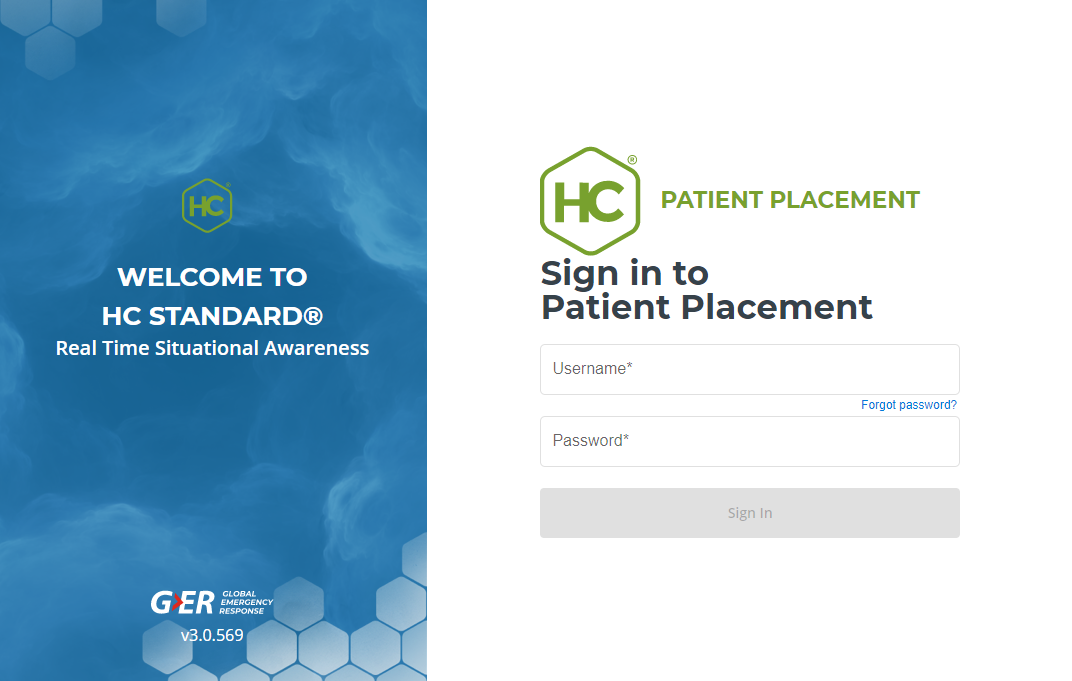 HC®
WELCOME TO
HC STANDARD®
Real Time Situational Awareness
GER GLOBAL
EMERGENCY
RESPONSE
v3.0.569
HC®
PATIENT PLACEMENT
Sign in to
Patient Placement
Username*
Forgot password?
Password*
Sign In